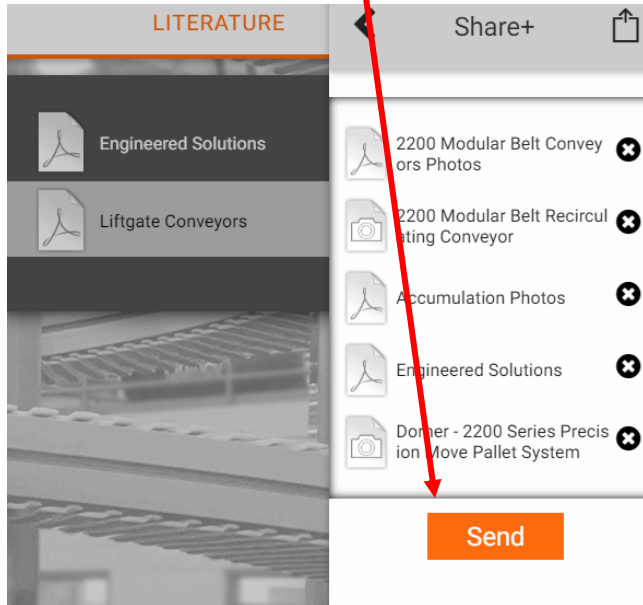 LITERATURE
Engineered Solutions
Liftgate Conveyors
Share+
2200 Modular Belt Convey
ors Photos
2200 Modular Belt Recircul
ating Conveyor
Accumulation Photos
Engineered Solutions
Dorner - 2200 Series Precis
ion Move Pallet System
Send